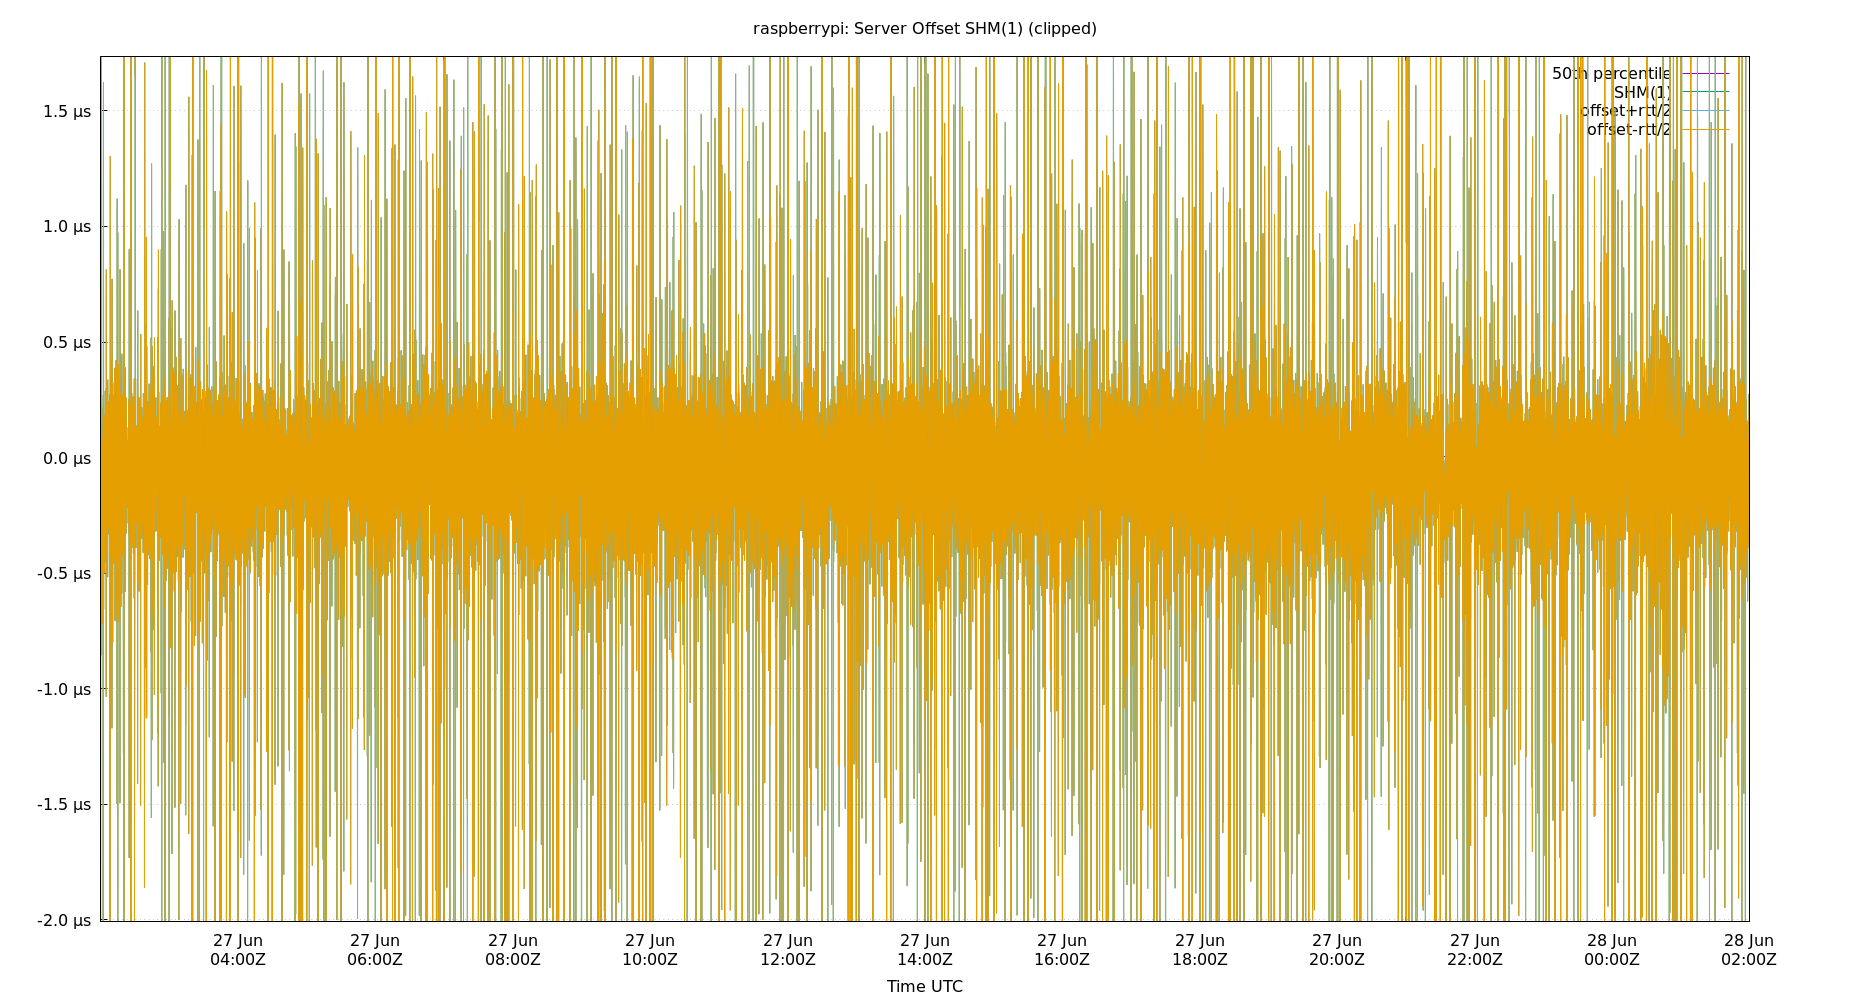 raspberrypi: Server Offset SHM(1) (clipped)
50th percentile
SHM(1)
offset+rtt/2
offset-rtt/2
1.5 µs
1.0 µs
0.5 µs
0.0 µs
-0.5 µs
-1.0 µs
-1.5 µs
-2.0 µs
27 Jun 27 Jun 27 Jun 27 Jun 27 Jun 27 Jun 27 Jun 27 Jun 27 Jun 27 Jun 28 Jun 28 Jun
04:00Z 06:00Z 08:00Z 10:00Z 12:00Z 14:00Z 16:00Z 18:00Z 20:00Z 22:00Z 00:00Z 02:00Z
Time UTC